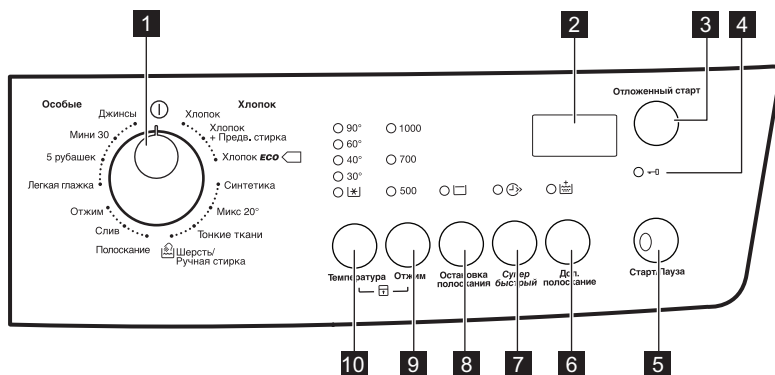 1
2
3
4
Особые
Хлопок
Отложенный старт
Джинсы
Хлопок
Мини 30
Хлопок
+ Предв. стирка
5 рубашек
Хлопок ECO
Легкая глажка
Синтетика
Отжим
Микс 20°
Слив
Тонкие ткани
Полоскание
Шерсть/
Ручная стирка
90° 1000
60°
40° 700
30°
500
Температура
Отжим
Остановка
полоскания
Супер
быстрый
Доп.
полоскание
Старт/Пауза
10
9
8
7
6
5